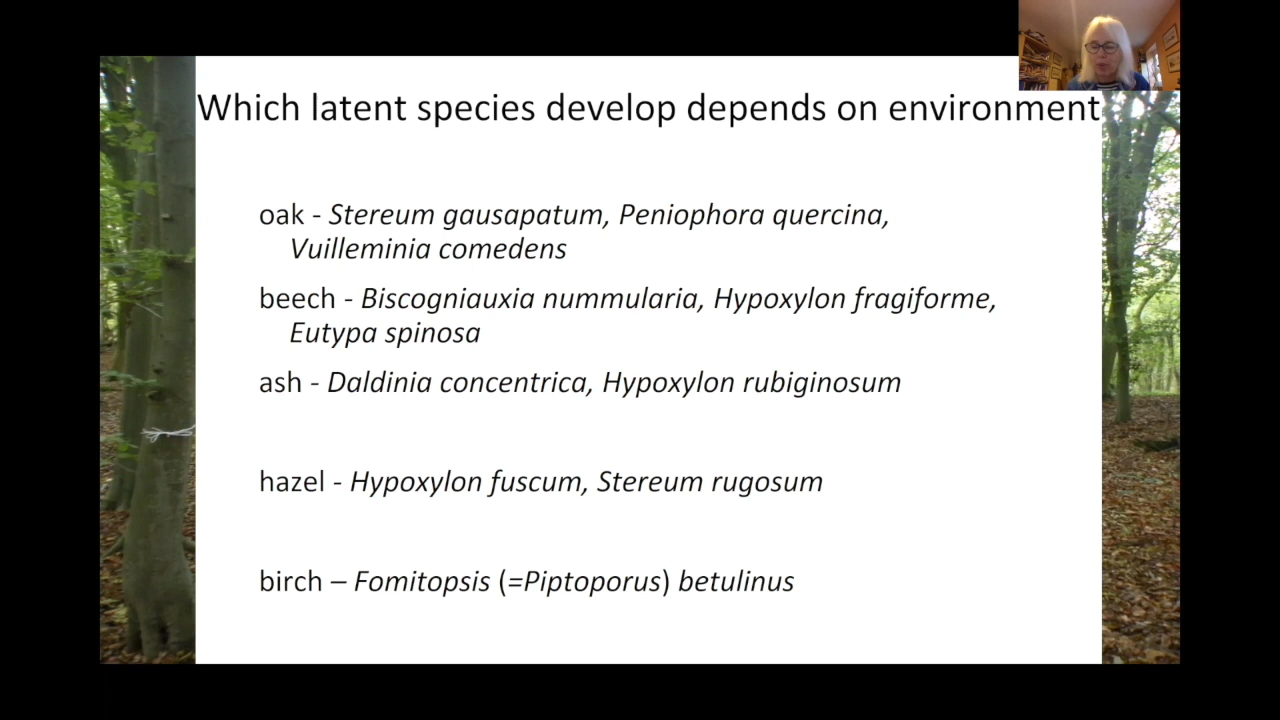 Which latent species develop depends on environment
oak - Stereum gausapatum, Peniophora quercina,
Vuilleminia comedens
beech - Biscogniauxia nummularia, Hypoxylon fragiforme,
Eutypa spinosa
ash - Daldinia concentrica, Hypoxylon rubiginosum
hazel - Hypoxylon fuscum, Stereum rugosum
birch – Fomitopsis (=Piptoporus) betulinus